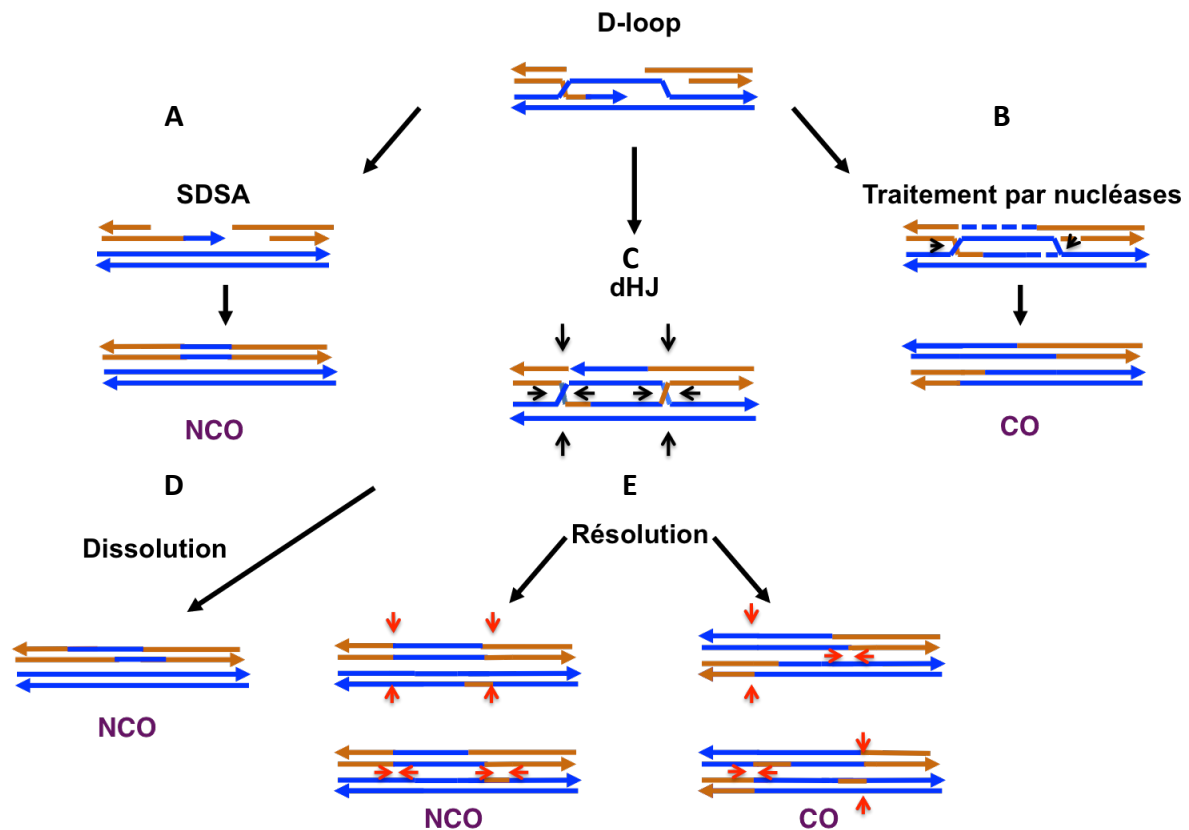 D-loop
A
B
SDSA
Traitement par nucléases
C
dHJ
NCO
CO
D
E
Dissolution
Résolution
NCO
NCO
CO